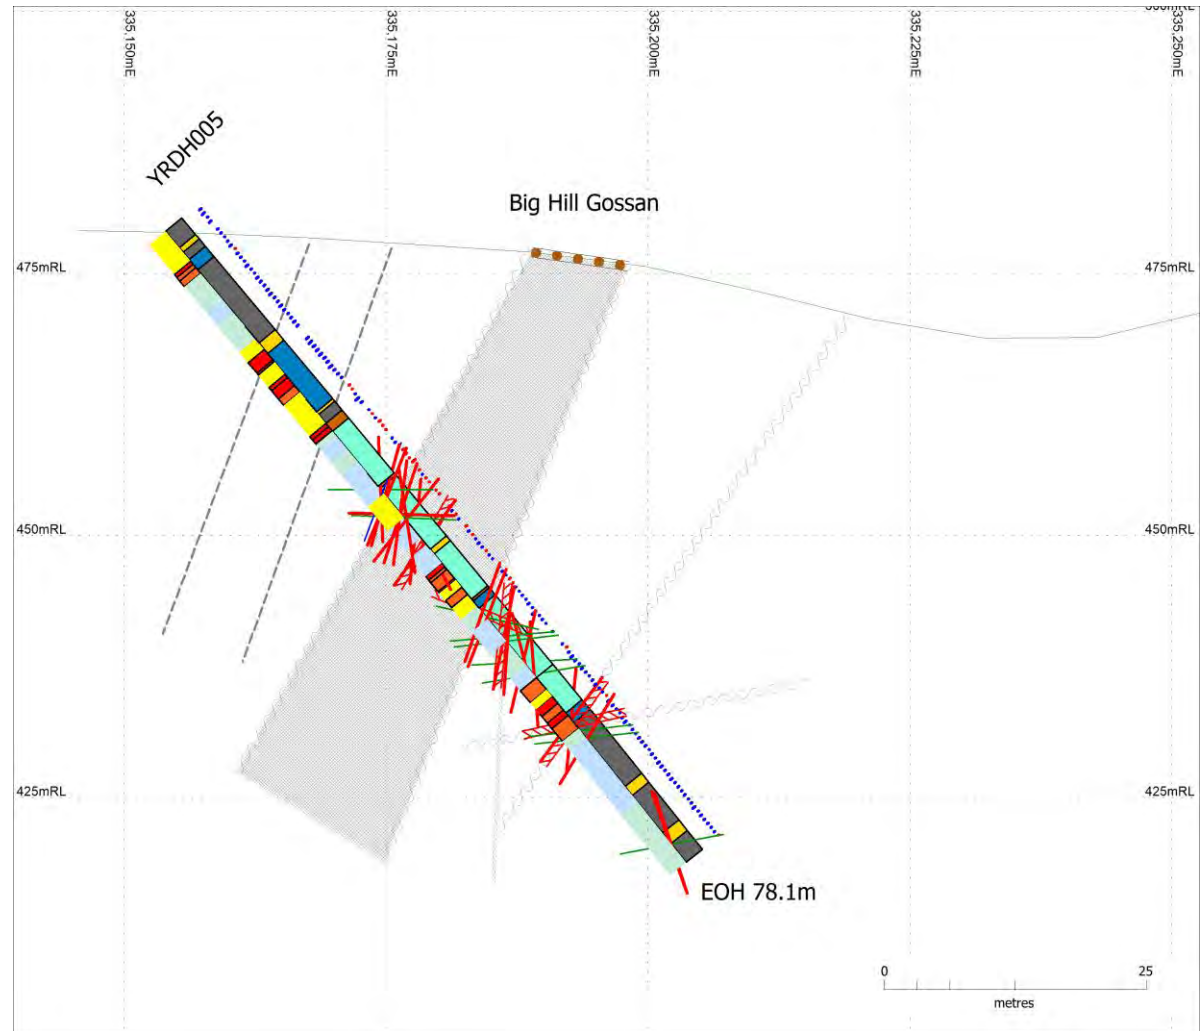 335,150mE
335,175mE
335,200mE
335,225mE
335,250mE
YRDH005
Big Hill Gossan
475mRL
475mRL
450mRL
450mRL
425mRL
425mRL
EOH 78.1m
0
25
metres